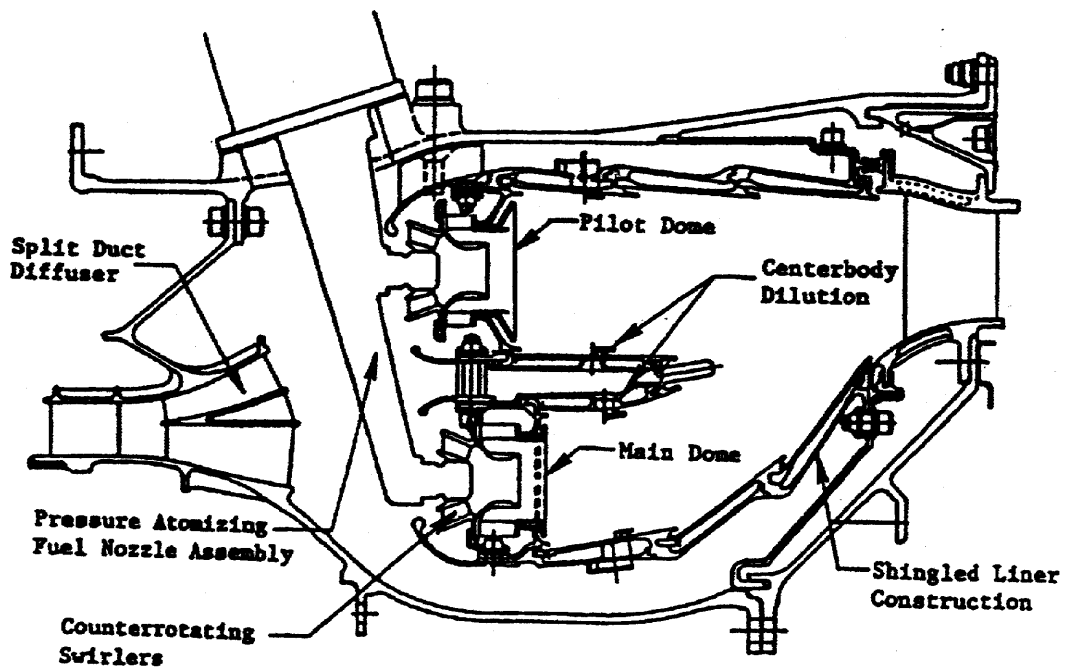 Pilot Dome
Split Duct
Diffuser
Centerbody
Dilution
Main Dome
Pressure Atomizing
Fuel Nozzle Assembly
Shingled Liner
Construction
Counterrotating
Swirlers